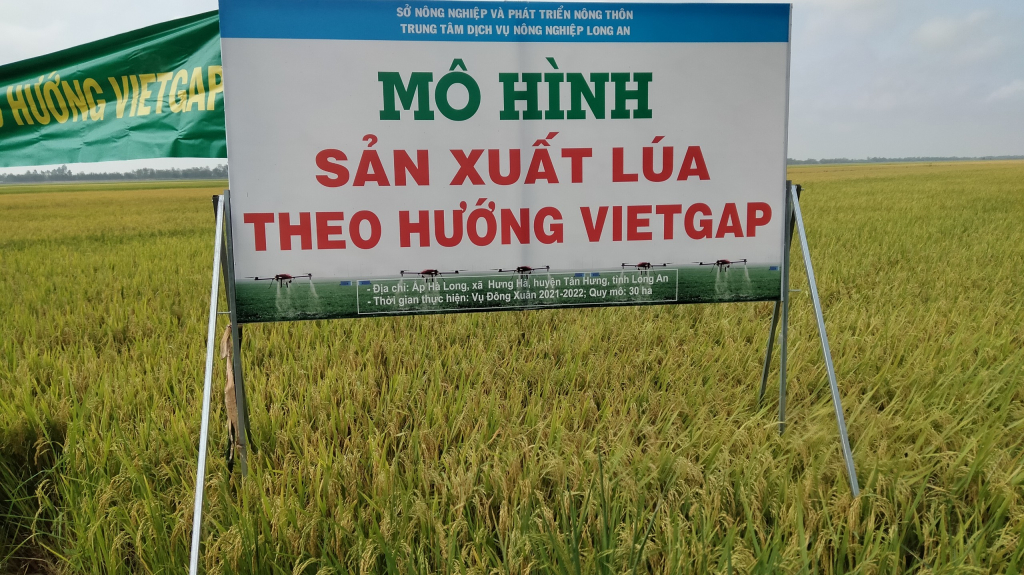 SỞ NÔNG NGHIỆP VÀ PHÁT TRIỂN NÔNG THÔN
TRUNG TÂM DỊCH VỤ NÔNG NGHIỆP LONG AN
HƯỚNG VIETGAP
MÔ HÌNH
SẢN XUẤT LÚA
THEO HƯỚNG VIETGAP
- Địa chỉ: Ấp Hà Long, xã Hưng Hà, huyện Tân Hưng, tỉnh Long An
- Thời gian thực hiện: Vụ Đông Xuân 2021-2022; Quy mô: 30 ha